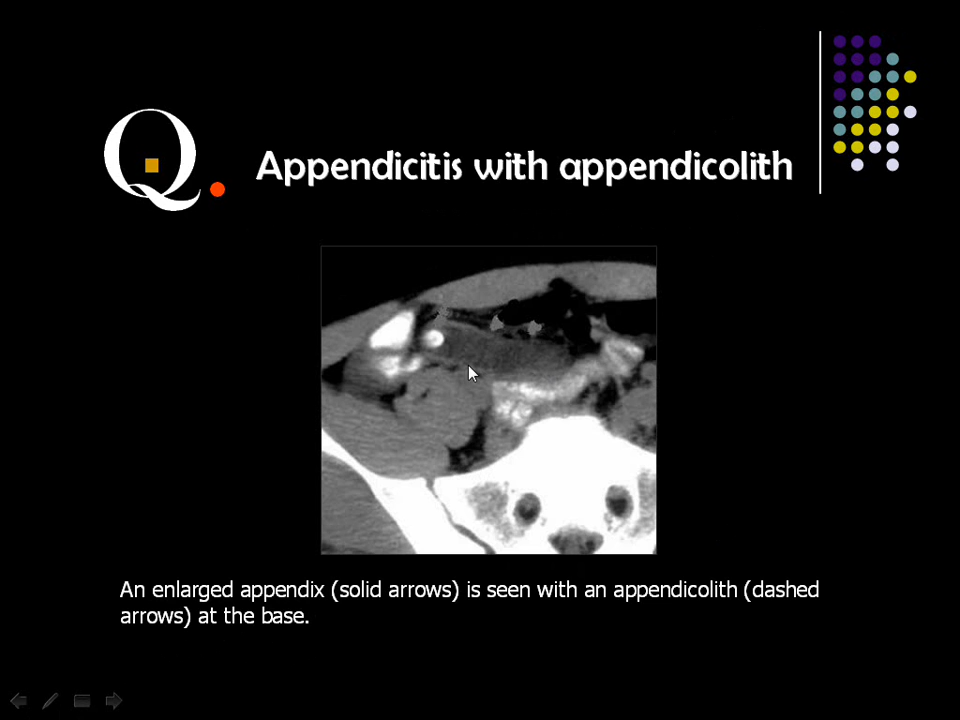 Q. Appendicitis with appendicolith
An enlarged appendix (solid arrows) is seen with an appendicolith (dashed
arrows) at the base.